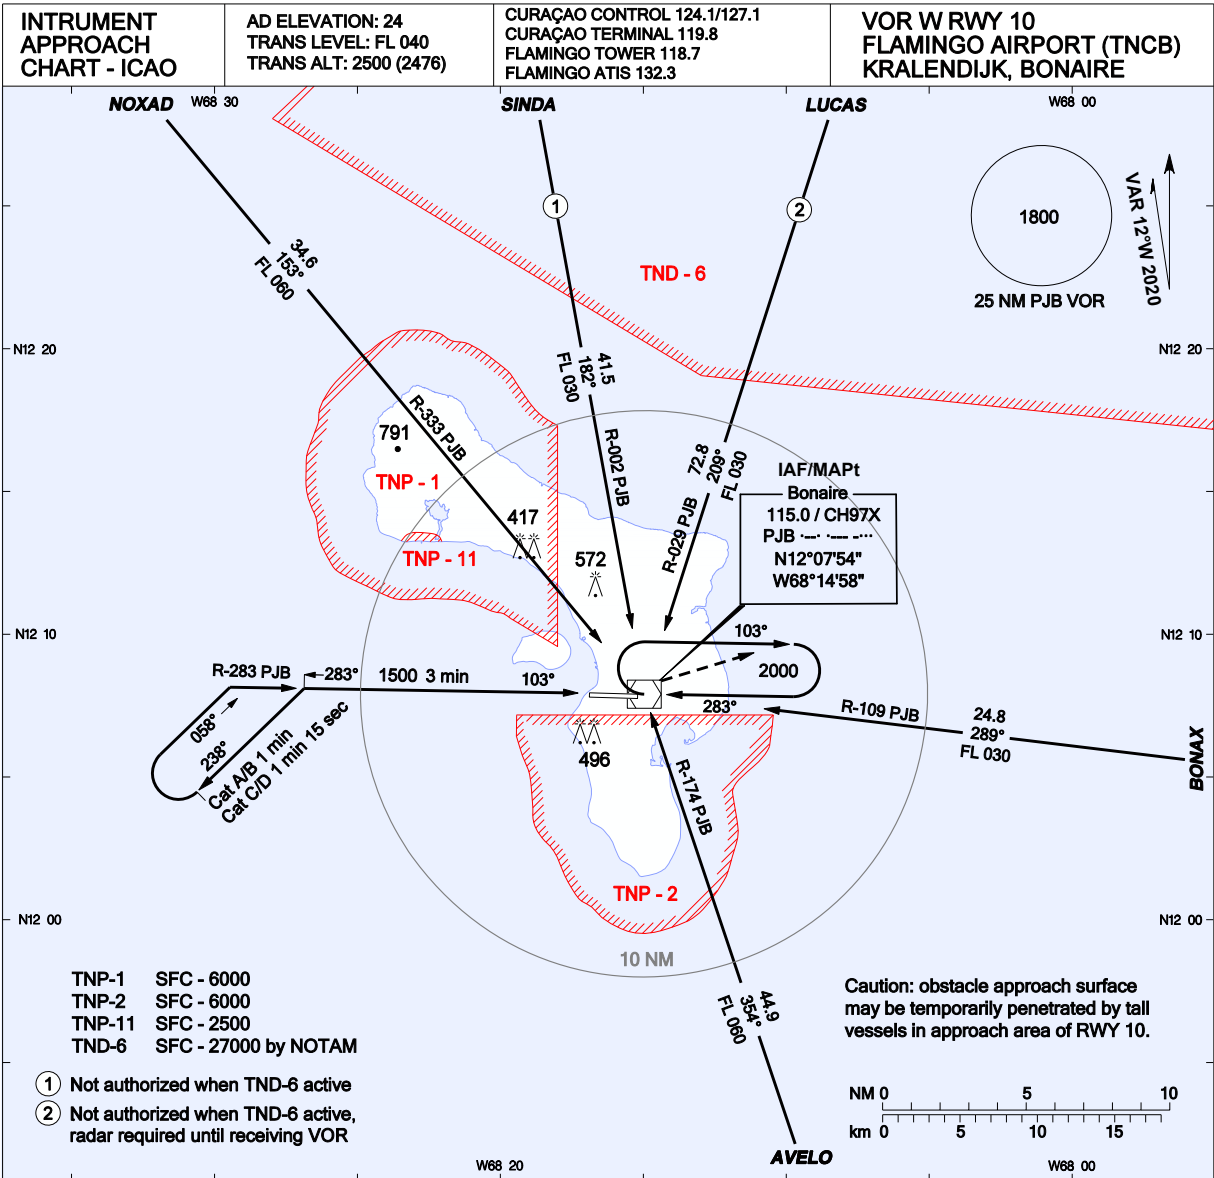 INTRUMENT
APPROACH
CHART - ICAO
AD ELEVATION: 24
TRANS LEVEL: FL 040
TRANS ALT: 2500 (2476)
CURAÇAO CONTROL 124.1/127.1
CURAÇAO TERMINAL 119.8
FLAMINGO TOWER 118.7
FLAMINGO ATIS 132.3
VOR W RWY 10
FLAMINGO AIRPORT (TNCB)
KRALENDIJK, BONAIRE
NOXAD
W68 30
SINDA
LUCAS
W68 00
1
2
1800
VAR 12°W 2020
25 NM PJB VOR
TND - 6
34.6
153°
FL 060
N12 20
N12 20
41.5
182°
FL 030
R-333 PJB
R-002 PJB
72.8
209°
FL 030
R-029 PJB
791
TNP - 1
417
TNP - 11
572
IAF/MAPt
Bonaire
115.0 / CH97X
PJB ·--· ·--- -···
N12°07'54"
W68°14'58"
N12 10
N12 10
103°
2000
283°
R-283 PJB
283°
1500 3 min
103°
058°
238°
Cat A/B 1 min
Cat C/D 1 min 15 sec
R-109 PJB
24.8
289°
FL 030
BONAX
496
R-174 PJB
TNP - 2
N12 00
N12 00
10 NM
44.9
354°
FL 060
TNP-1 SFC - 6000
TNP-2 SFC - 6000
TNP-11 SFC - 2500
TND-6 SFC - 27000 by NOTAM
1 Not authorized when TND-6 active
2 Not authorized when TND-6 active,
radar required until receiving VOR
Caution: obstacle approach surface
may be temporarily penetrated by tall
vessels in approach area of RWY 10.
NM 0 5 10
km 0 5 10 15
AVELO
W68 20
W68 00